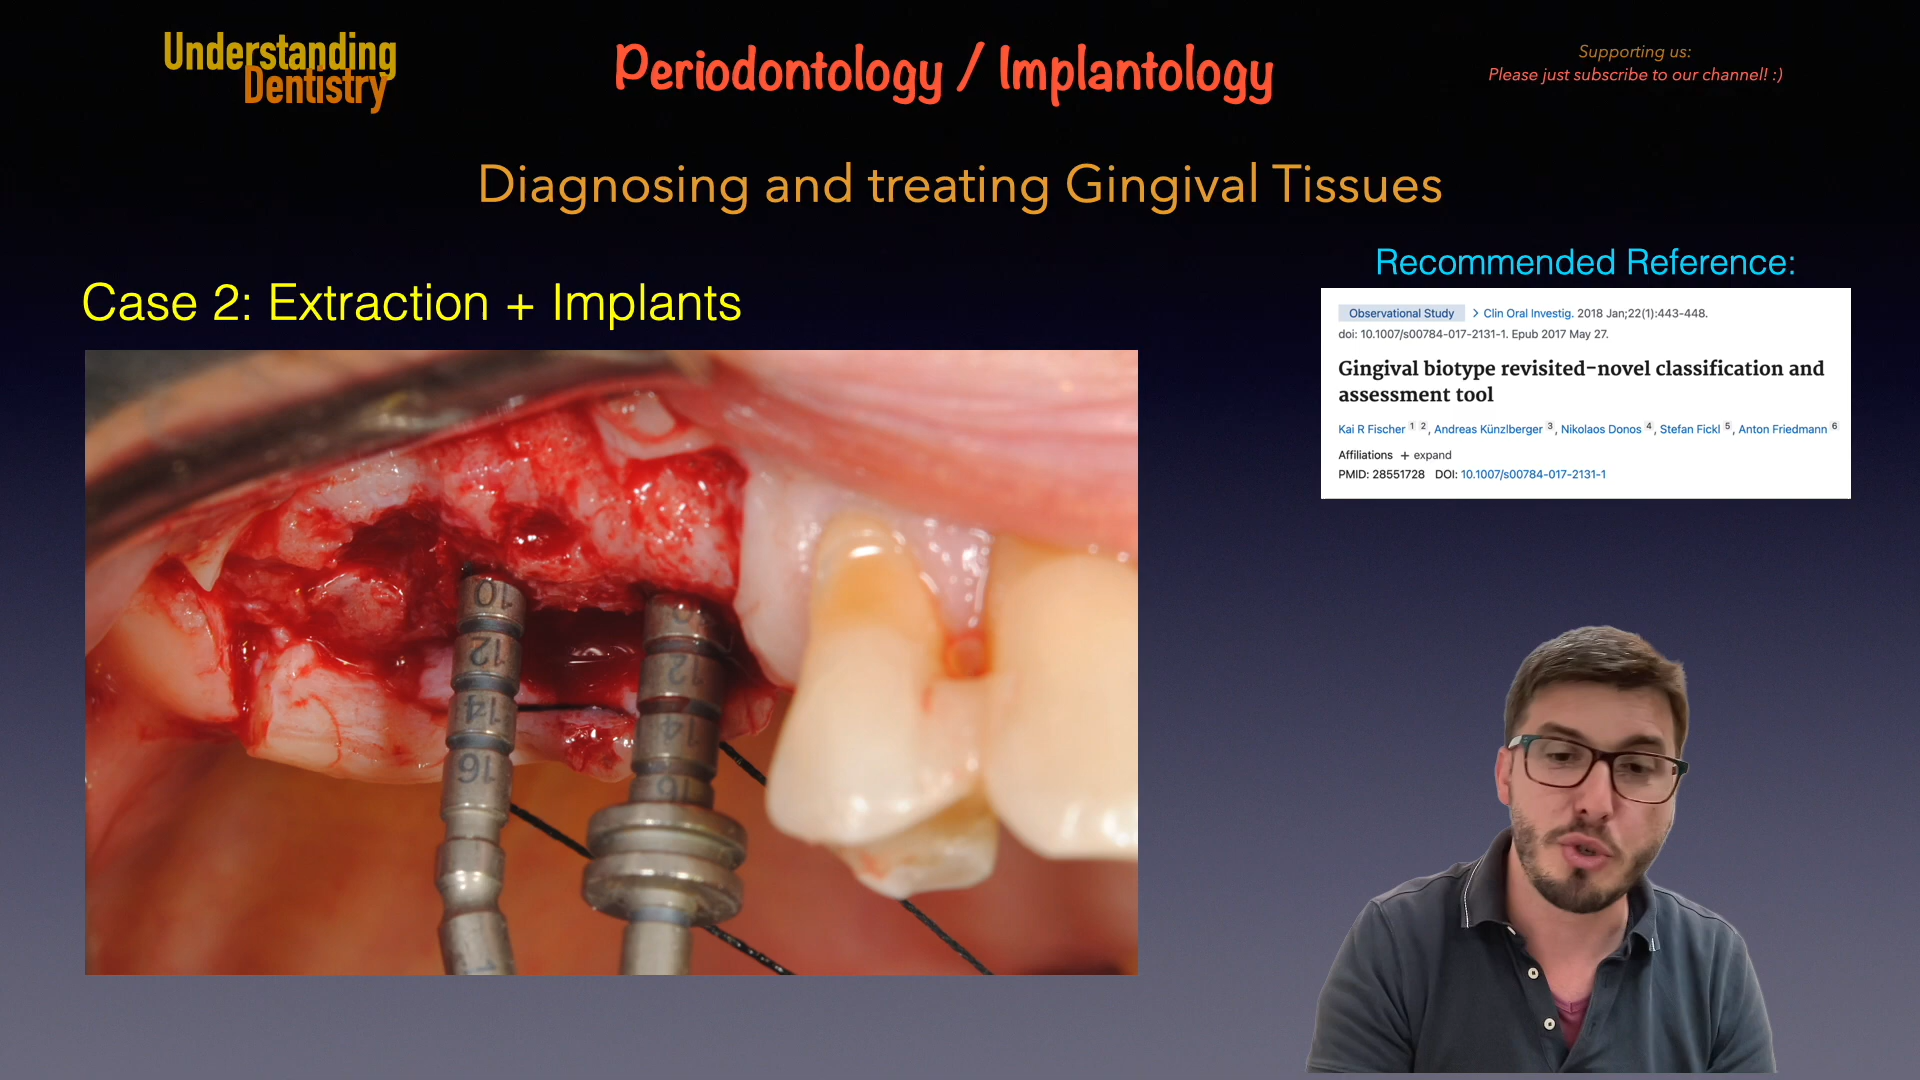 Understanding
Dentistry
Periodontology / Implantology
Supporting us:
Please just subscribe to our channel! :)
Diagnosing and treating Gingival Tissues
Case 2: Extraction + Implants
Recommended Reference:
Observational Study > Clin Oral Investig. 2018 Jan;22(1):443-448.
doi: 10.1007/s00784-017-2131-1. Epub 2017 May 27.
Gingival biotype revisited-novel classification and
assessment tool
Kai R Fischer 1 2, Andreas Künzlberger 3, Nikolaos Donos 4, Stefan Fickl 5, Anton Friedmann 6
Affiliations + expand
PMID: 28551728 DOI: 10.1007/s00784-017-2131-1
10
12
14
16
12
14
16